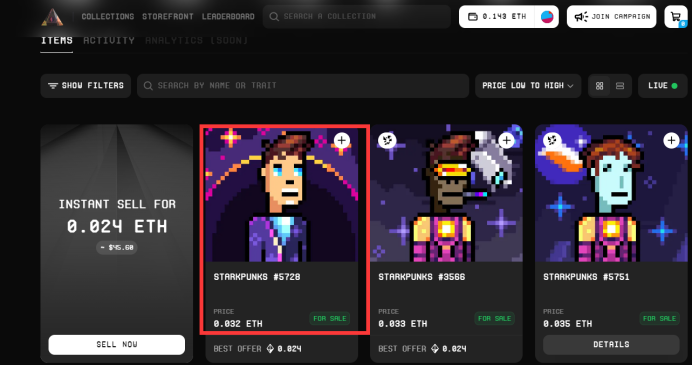 COLLECTIONS STOREFRONT LEADERBOARD SEARCH A COLLECTION 0.143 ETH JOIN CAMPAIGN
ITEMS ACTIVITY ANALYTICS (SOON)
SHOW FILTERS SEARCH BY NAME OR TRAIT PRICE LOW TO HIGH LIVE
INSTANT SELL FOR
0.024 ETH
~ $45.60
SELL NOW
STARKPUNKS #5728
PRICE
0.032 ETH
FOR SALE
BEST OFFER 0.024
STARKPUNKS #3566
PRICE
0.033 ETH
FOR SALE
BEST OFFER 0.024
STARKPUNKS #5751
PRICE
0.035 ETH
FOR SALE
DETAILS